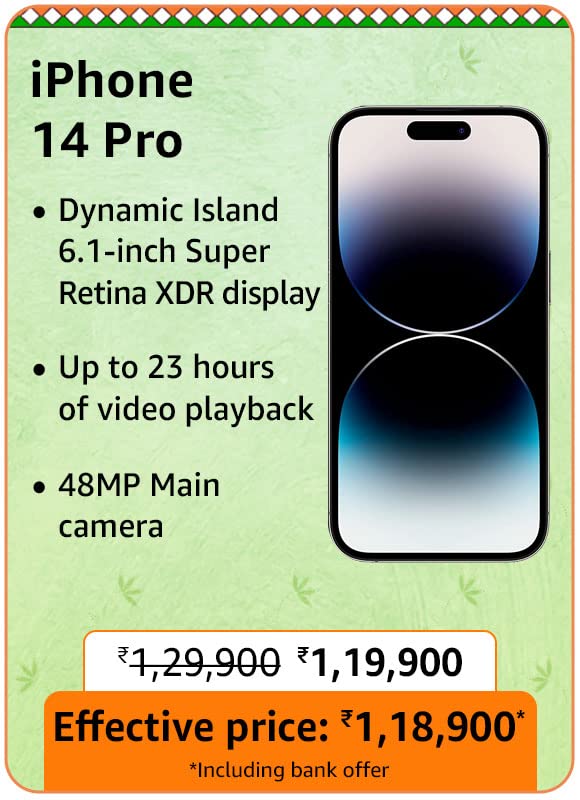 iPhone
14 Pro
• Dynamic Island
6.1-inch Super
Retina XDR display
• Up to 23 hours
of video playback
• 48MP Main
camera
₹1,29,900 ₹1,19,900
Effective price: ₹1,18,900*
*Including bank offer